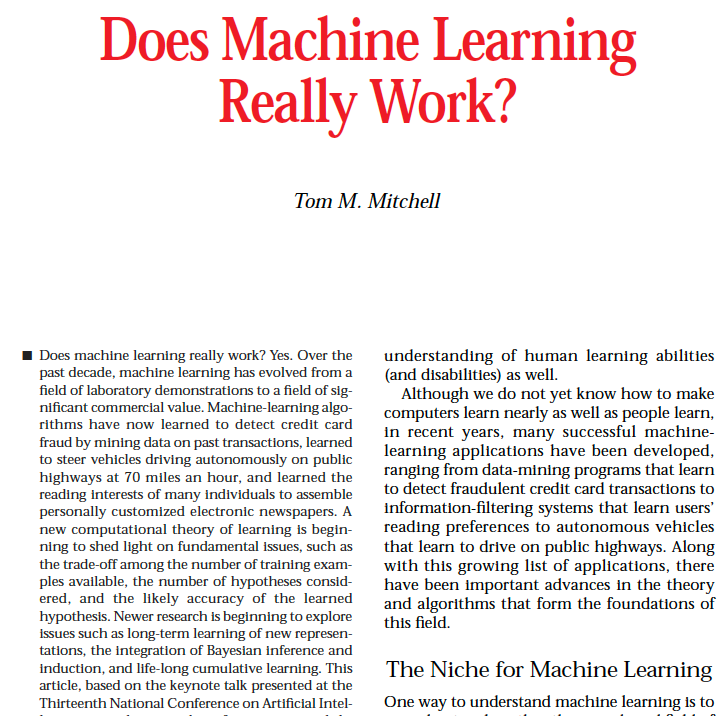 Does Machine Learning
Really Work?
Tom M. Mitchell
■ Does machine learning really work? Yes. Over the
past decade, machine learning has evolved from a
field of laboratory demonstrations to a field of sig-
nificant commercial value. Machine-learning algo-
rithms have now learned to detect credit card
fraud by mining data on past transactions, learned
to steer vehicles driving autonomously on public
highways at 70 miles an hour, and learned the
reading interests of many individuals to assemble
personally customized electronic newspapers. A
new computational theory of learning is begin-
ning to shed light on fundamental issues, such as
the trade-off among the number of training exam-
ples available, the number of hypotheses consid-
ered, and the likely accuracy of the learned
hypothesis. Newer research is beginning to explore
issues such as long-term learning of new represen-
tations, the integration of Bayesian inference and
induction, and life-long cumulative learning. This
article, based on the keynote talk presented at the
Thirteenth National Conference on Artificial Intel-
understanding of human learning abilities
(and disabilities) as well.
Although we do not yet know how to make
computers learn nearly as well as people learn,
in recent years, many successful machine-
learning applications have been developed,
ranging from data-mining programs that learn
to detect fraudulent credit card transactions to
information-filtering systems that learn users'
reading preferences to autonomous vehicles
that learn to drive on public highways. Along
with this growing list of applications, there
have been important advances in the theory
and algorithms that form the foundations of
this field.
The Niche for Machine Learning
One way to understand machine learning is to